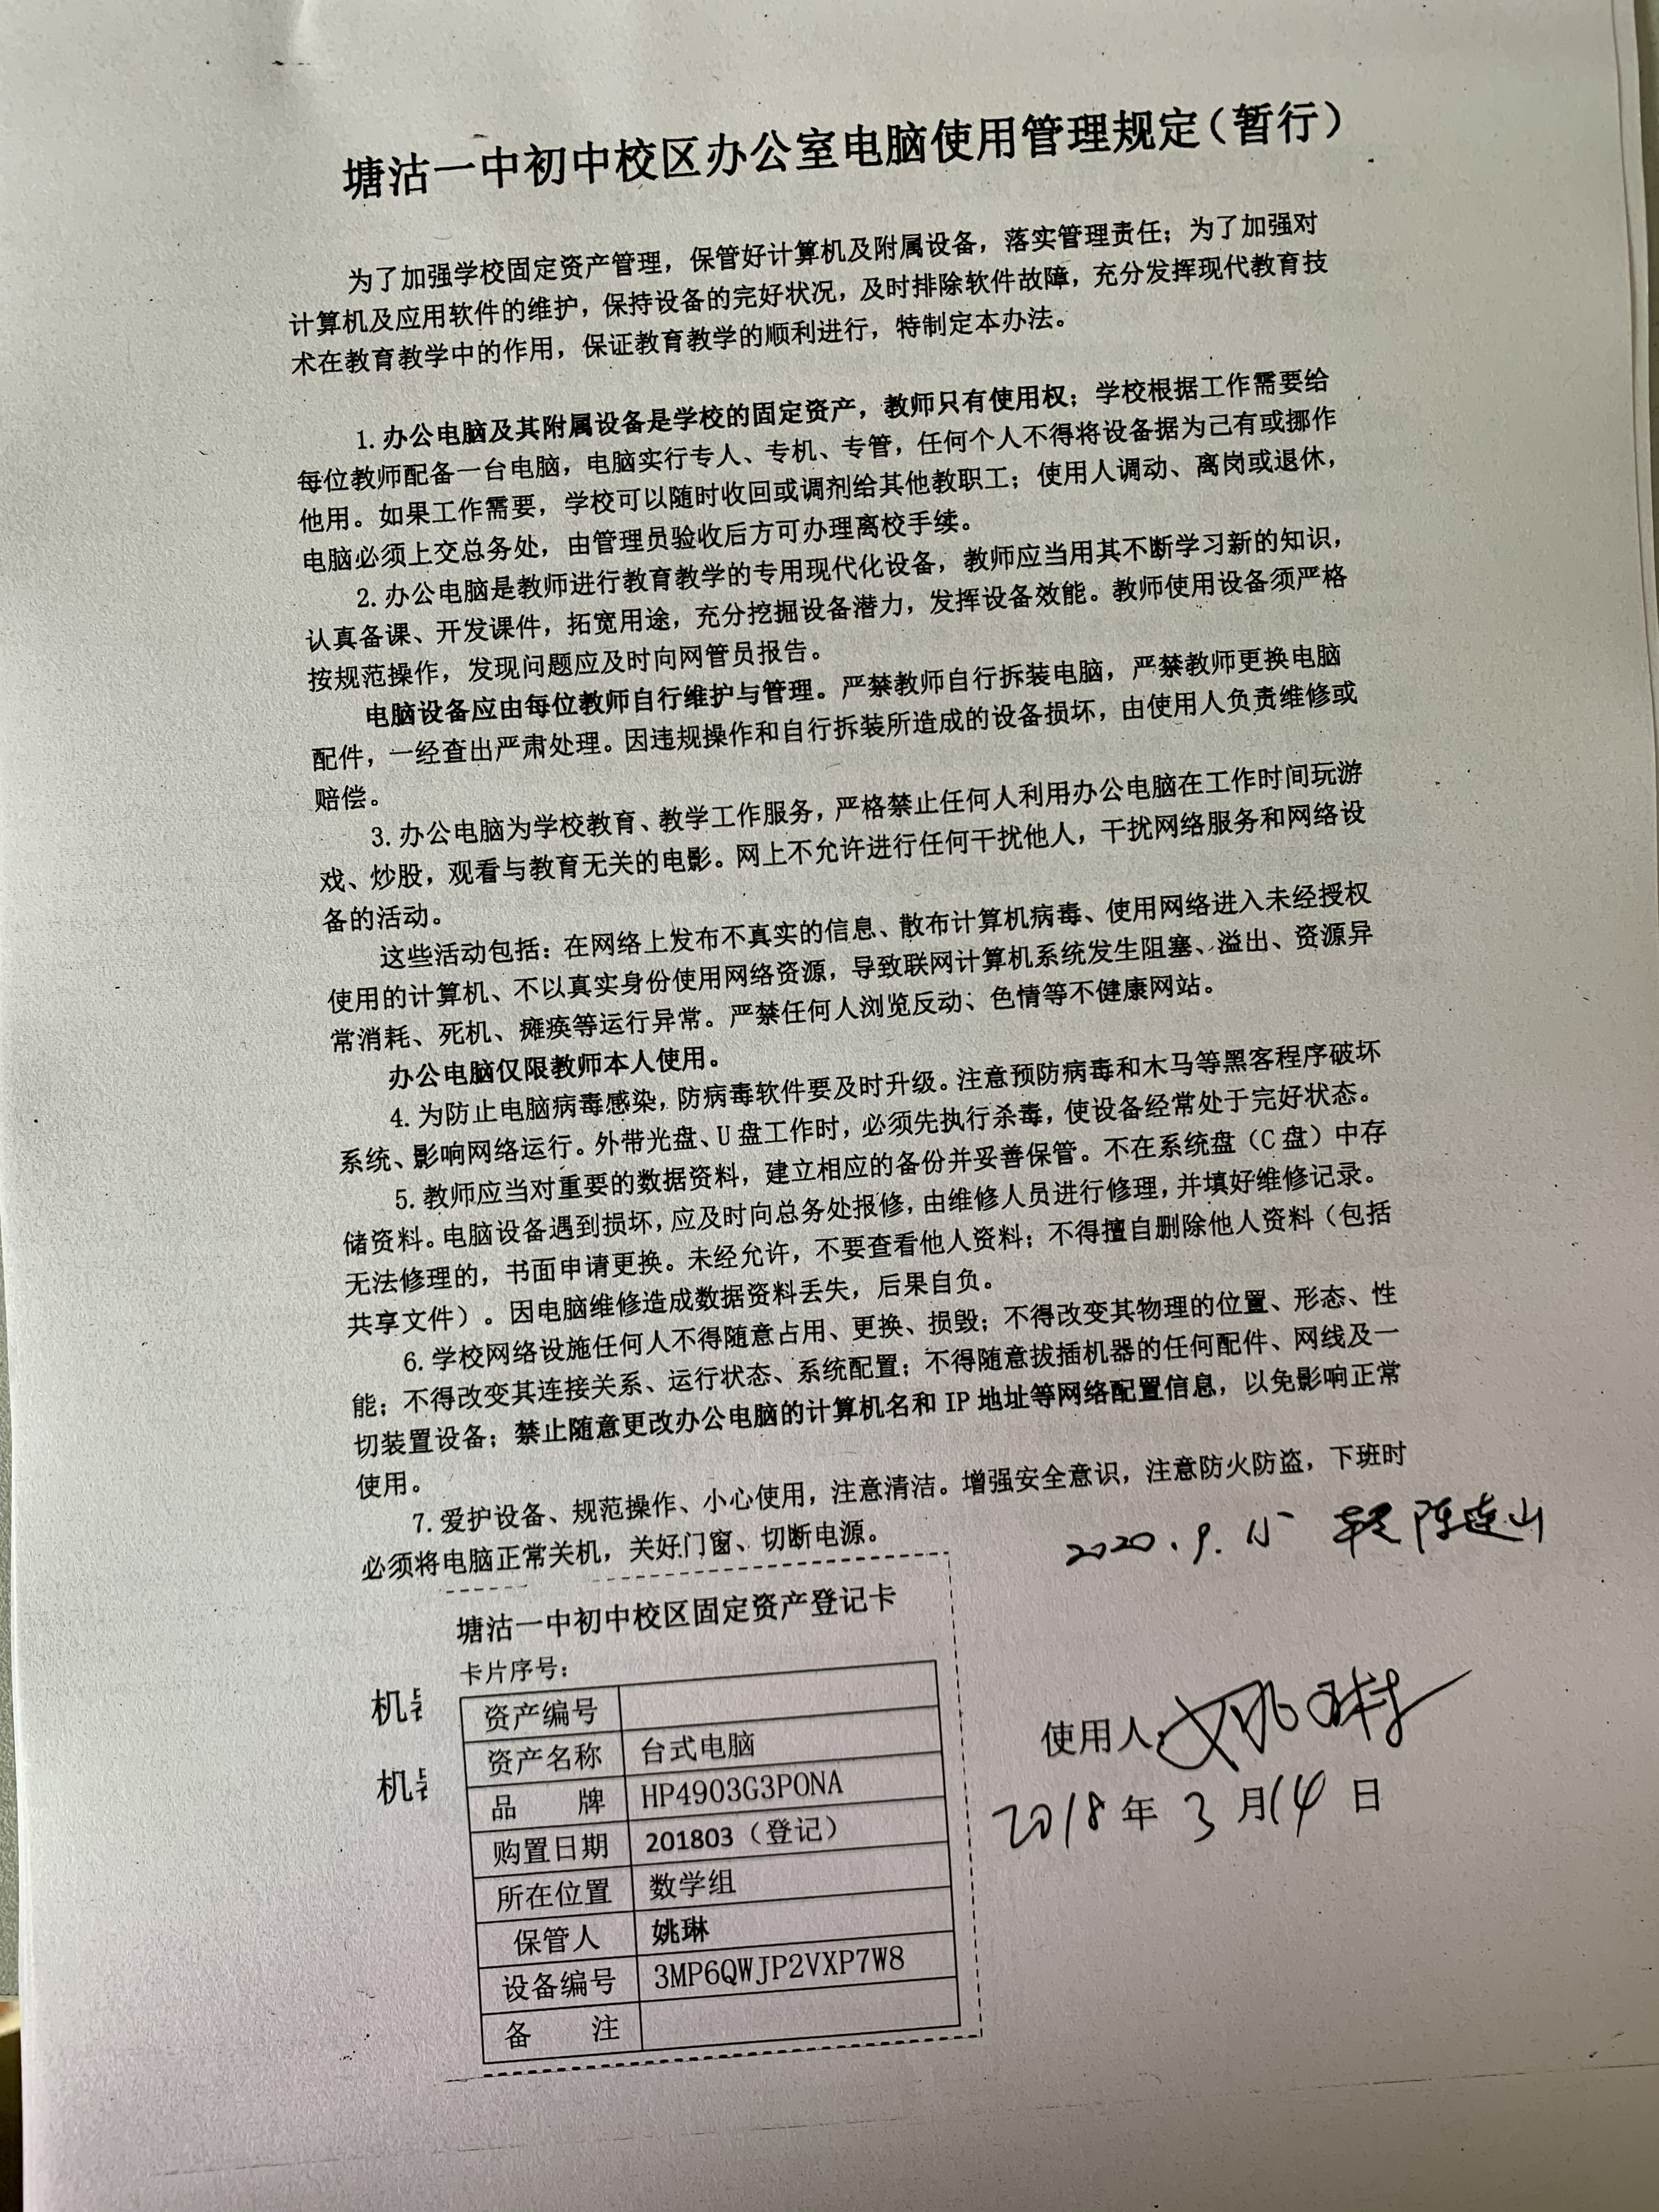 塘沽一中初中校区办公室电脑使用管理规定（暂行）
为了加强学校固定资产管理，保管好计算机及附属设备，落实管理责任；为了加强对
计算机及应用软件的维护，保持设备的完好状况，及时排除软件故障，充分发挥现代教育技
术在教育教学中的作用，保证教育教学的顺利进行，特制定本办法。
1.办公电脑及其附属设备是学校的固定资产，教师只有使用权；学校根据工作需要给
每位教师配备一台电脑，电脑实行专人、专机、专管，任何个人不得将设备据为己有或挪作
他用。如果工作需要，学校可以随时收回或调剂给其他教职工；使用人调动、离岗或退休，
电脑必须上交总务处，由管理员验收后方可办理离校手续。
2.办公电脑是教师进行教育教学的专用现代化设备，教师应当用其不断学习新的知识，
认真备课、开发课件，拓宽用途，充分挖掘设备潜力，发挥设备效能。教师使用设备须严格
按规范操作，发现问题应及时向网管员报告。
电脑设备应由每位教师自行维护与管理。严禁教师自行拆装电脑，严禁教师更换电脑
配件，一经查出严肃处理。因违规操作和自行拆装所造成的设备损坏，由使用人负责维修或
赔偿。
3.办公电脑为学校教育、教学工作服务，严格禁止任何人利用办公电脑在工作时间玩游
戏、炒股，观看与教育无关的电影。网上不允许进行任何干扰他人，干扰网络服务和网络设
备的活动。
这些活动包括：在网络上发布不真实的信息、散布计算机病毒、使用网络进入未经授权
使用的计算机、不以真实身份使用网络资源，导致联网计算机系统发生阻塞、溢出、资源异
常消耗、死机、瘫痪等运行异常。严禁任何人浏览反动、色情等不健康网站。
办公电脑仅限教师本人使用。
4.为防止电脑病毒感染，防病毒软件要及时升级。注意预防病毒和木马等黑客程序破坏
系统、影响网络运行。外带光盘、U盘工作时，必须先执行杀毒，使设备经常处于完好状态。
5.教师应当对重要的数据资料，建立相应的备份并妥善保管。不在系统盘（C盘）中存
储资料。电脑设备遇到损坏，应及时向总务处报修，由维修人员进行修理，并填好维修记录。
无法修理的，书面申请更换。未经允许，不要查看他人资料；不得擅自删除他人资料（包括
共享文件）。因电脑维修造成数据资料丢失，后果自负。
6.学校网络设施任何人不得随意占用、更换、损毁；不得改变其物理的位置、形态、性
能；不得改变其连接关系、运行状态、系统配置；不得随意拔插机器的任何配件、网线及一
切装置设备；禁止随意更改办公电脑的计算机名和IP地址等网络配置信息，以免影响正常
使用。
7.爱护设备、规范操作、小心使用，注意清洁。增强安全意识，注意防火防盗，下班时
必须将电脑正常关机，关好门窗、切断电源。
2020.9. 陈连山
塘沽一中初中校区固定资产登记卡
卡片序号：
机
机
资产编号
资产名称 台式电脑
品 牌 HP4903G3PONA
购置日期 201803（登记）
所在位置 数学组
保管人 姚琳
设备编号 3MP6QWJP2VXP7W8
备 注
使用人 姚琳
2018年3月14日